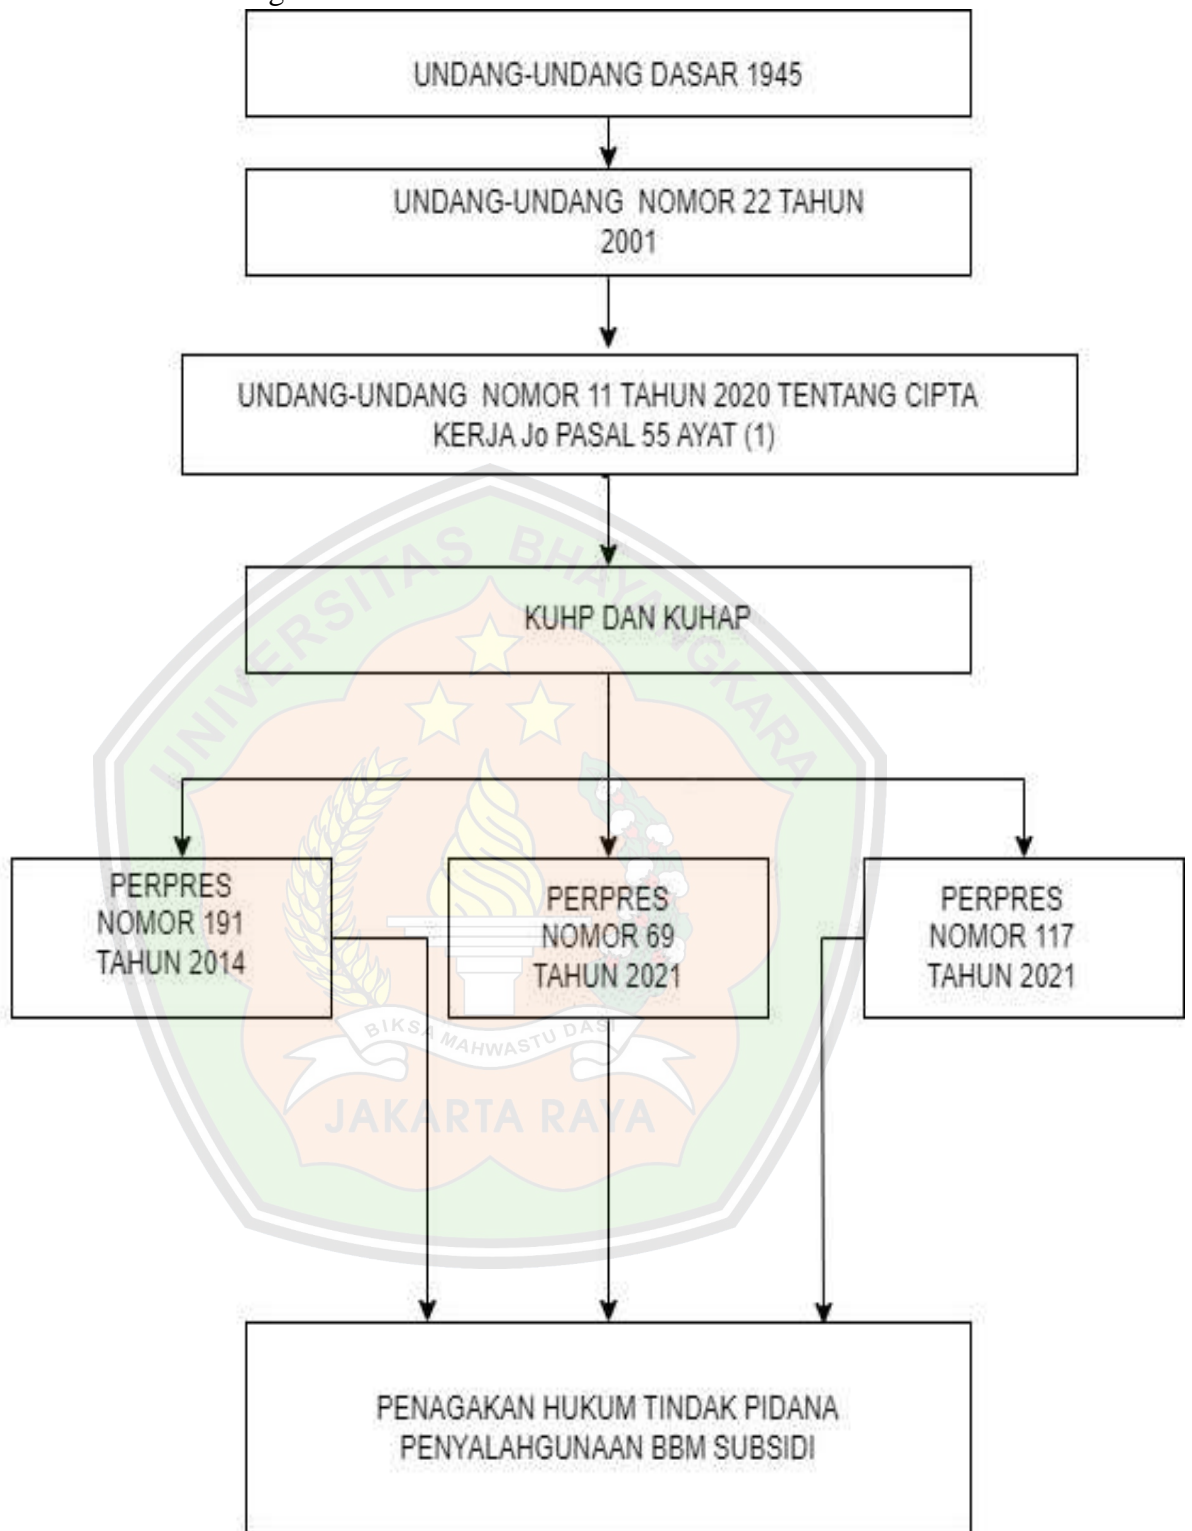 UNDANG-UNDANG DASAR 1945
UNDANG-UNDANG NOMOR 22 TAHUN
2001
UNDANG-UNDANG NOMOR 11 TAHUN 2020 TENTANG CIPTA
KERJA Jo PASAL 55 AYAT (1)
UNIVERSITAS BHAYANGKARA
KUHP DAN KUHAP
PERPRES
NOMOR 191
TAHUN 2014
PERPRES
NOMOR 69
TAHUN 2021
PERPRES
NOMOR 117
TAHUN 2021
BIKSA MAHWASTU DASI
JAKARTA RAYA
PENAGAKAN HUKUM TINDAK PIDANA
PENYALAHGUNAAN BBM SUBSIDI